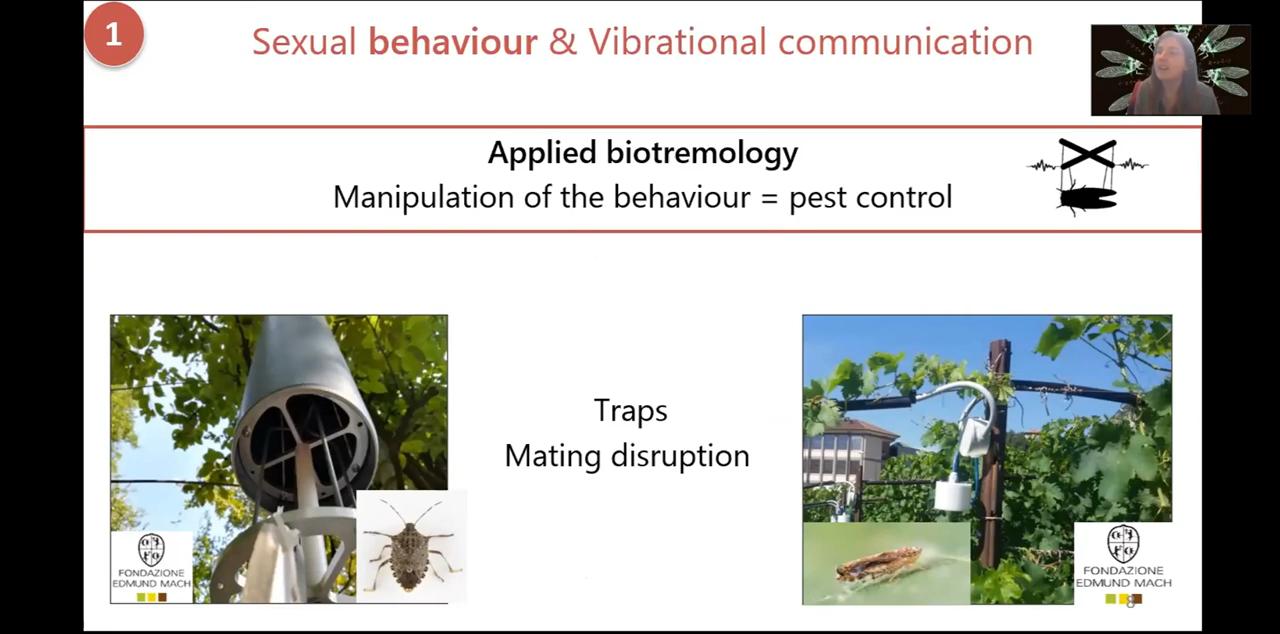 1
Sexual behaviour & Vibrational communication
Applied biotremology
Manipulation of the behaviour = pest control
Traps
Mating disruption
FONDAZIONE
EDMUND MACH
FONDAZIONE
EDMUND MACH
8